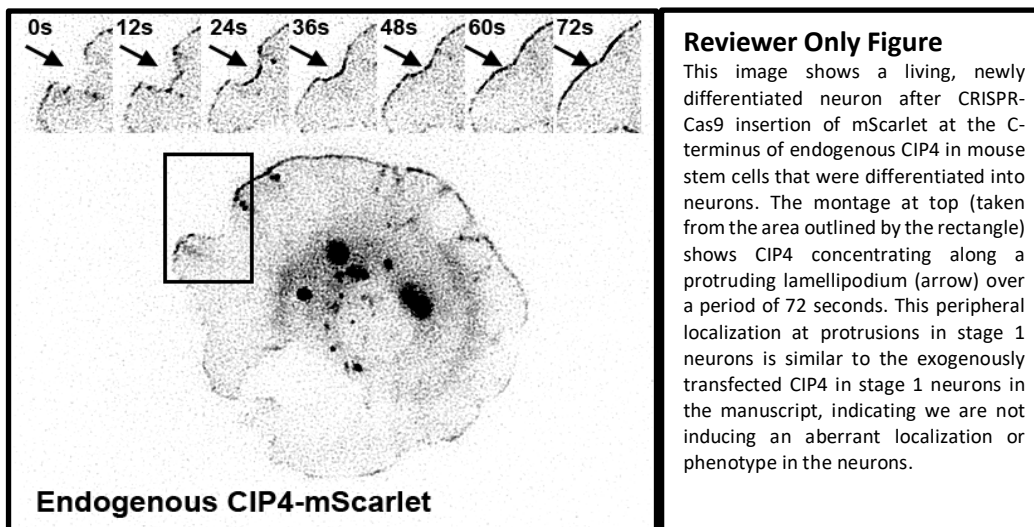 0s 12s 24s 36s 48s 60s 72s
Endogenous CIP4-mScarlet
Reviewer Only Figure
This image shows a living, newly
differentiated neuron after CRISPR-
Cas9 insertion of mScarlet at the C-
terminus of endogenous CIP4 in mouse
stem cells that were differentiated into
neurons. The montage at top (taken
from the area outlined by the rectangle)
shows CIP4 concentrating along a
protruding lamellipodium (arrow) over
a period of 72 seconds. This peripheral
localization at protrusions in stage 1
neurons is similar to the exogenously
transfected CIP4 in stage 1 neurons in
the manuscript, indicating we are not
inducing an aberrant localization or
phenotype in the neurons.